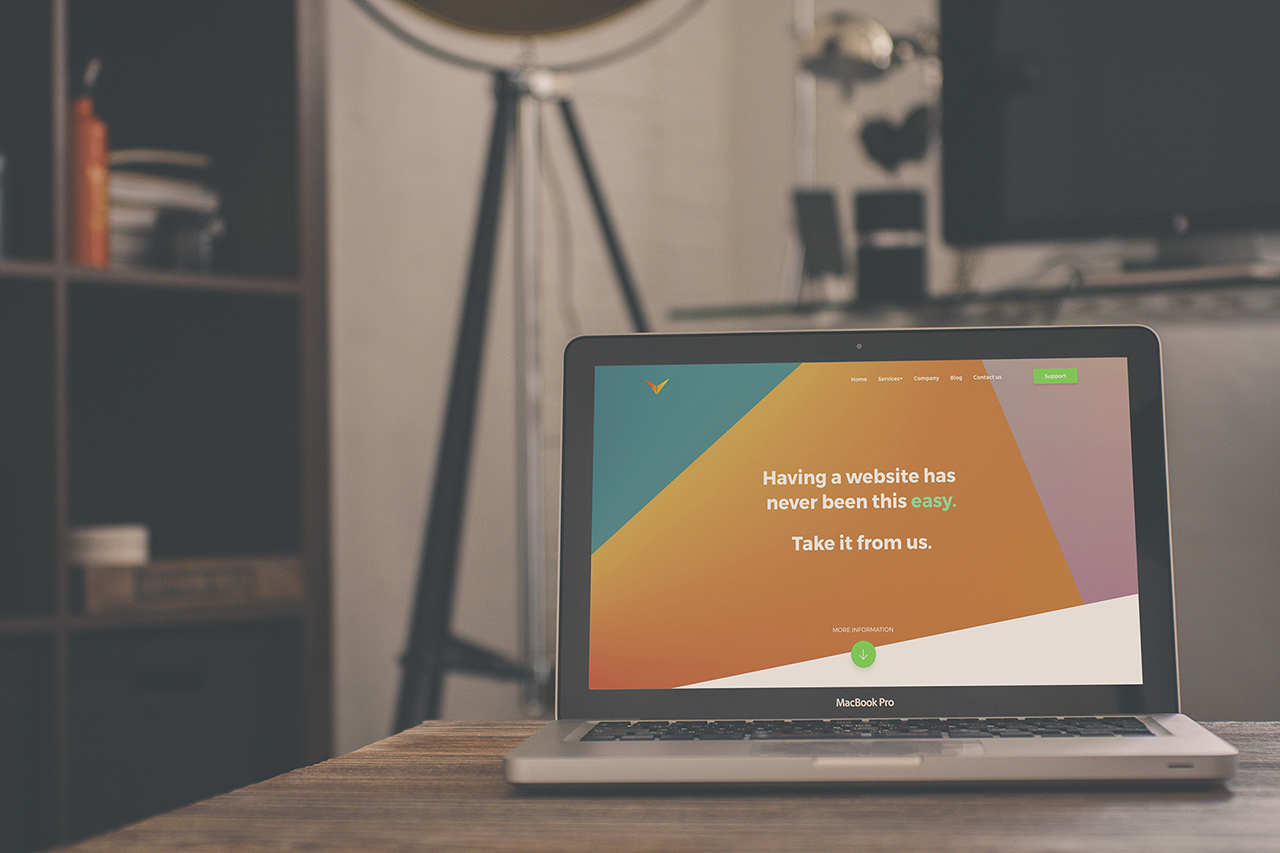 Home Services Company Blog Contact us Support
Having a website has
never been this easy.
Take it from us.
MORE INFORMATION
MacBook Pro